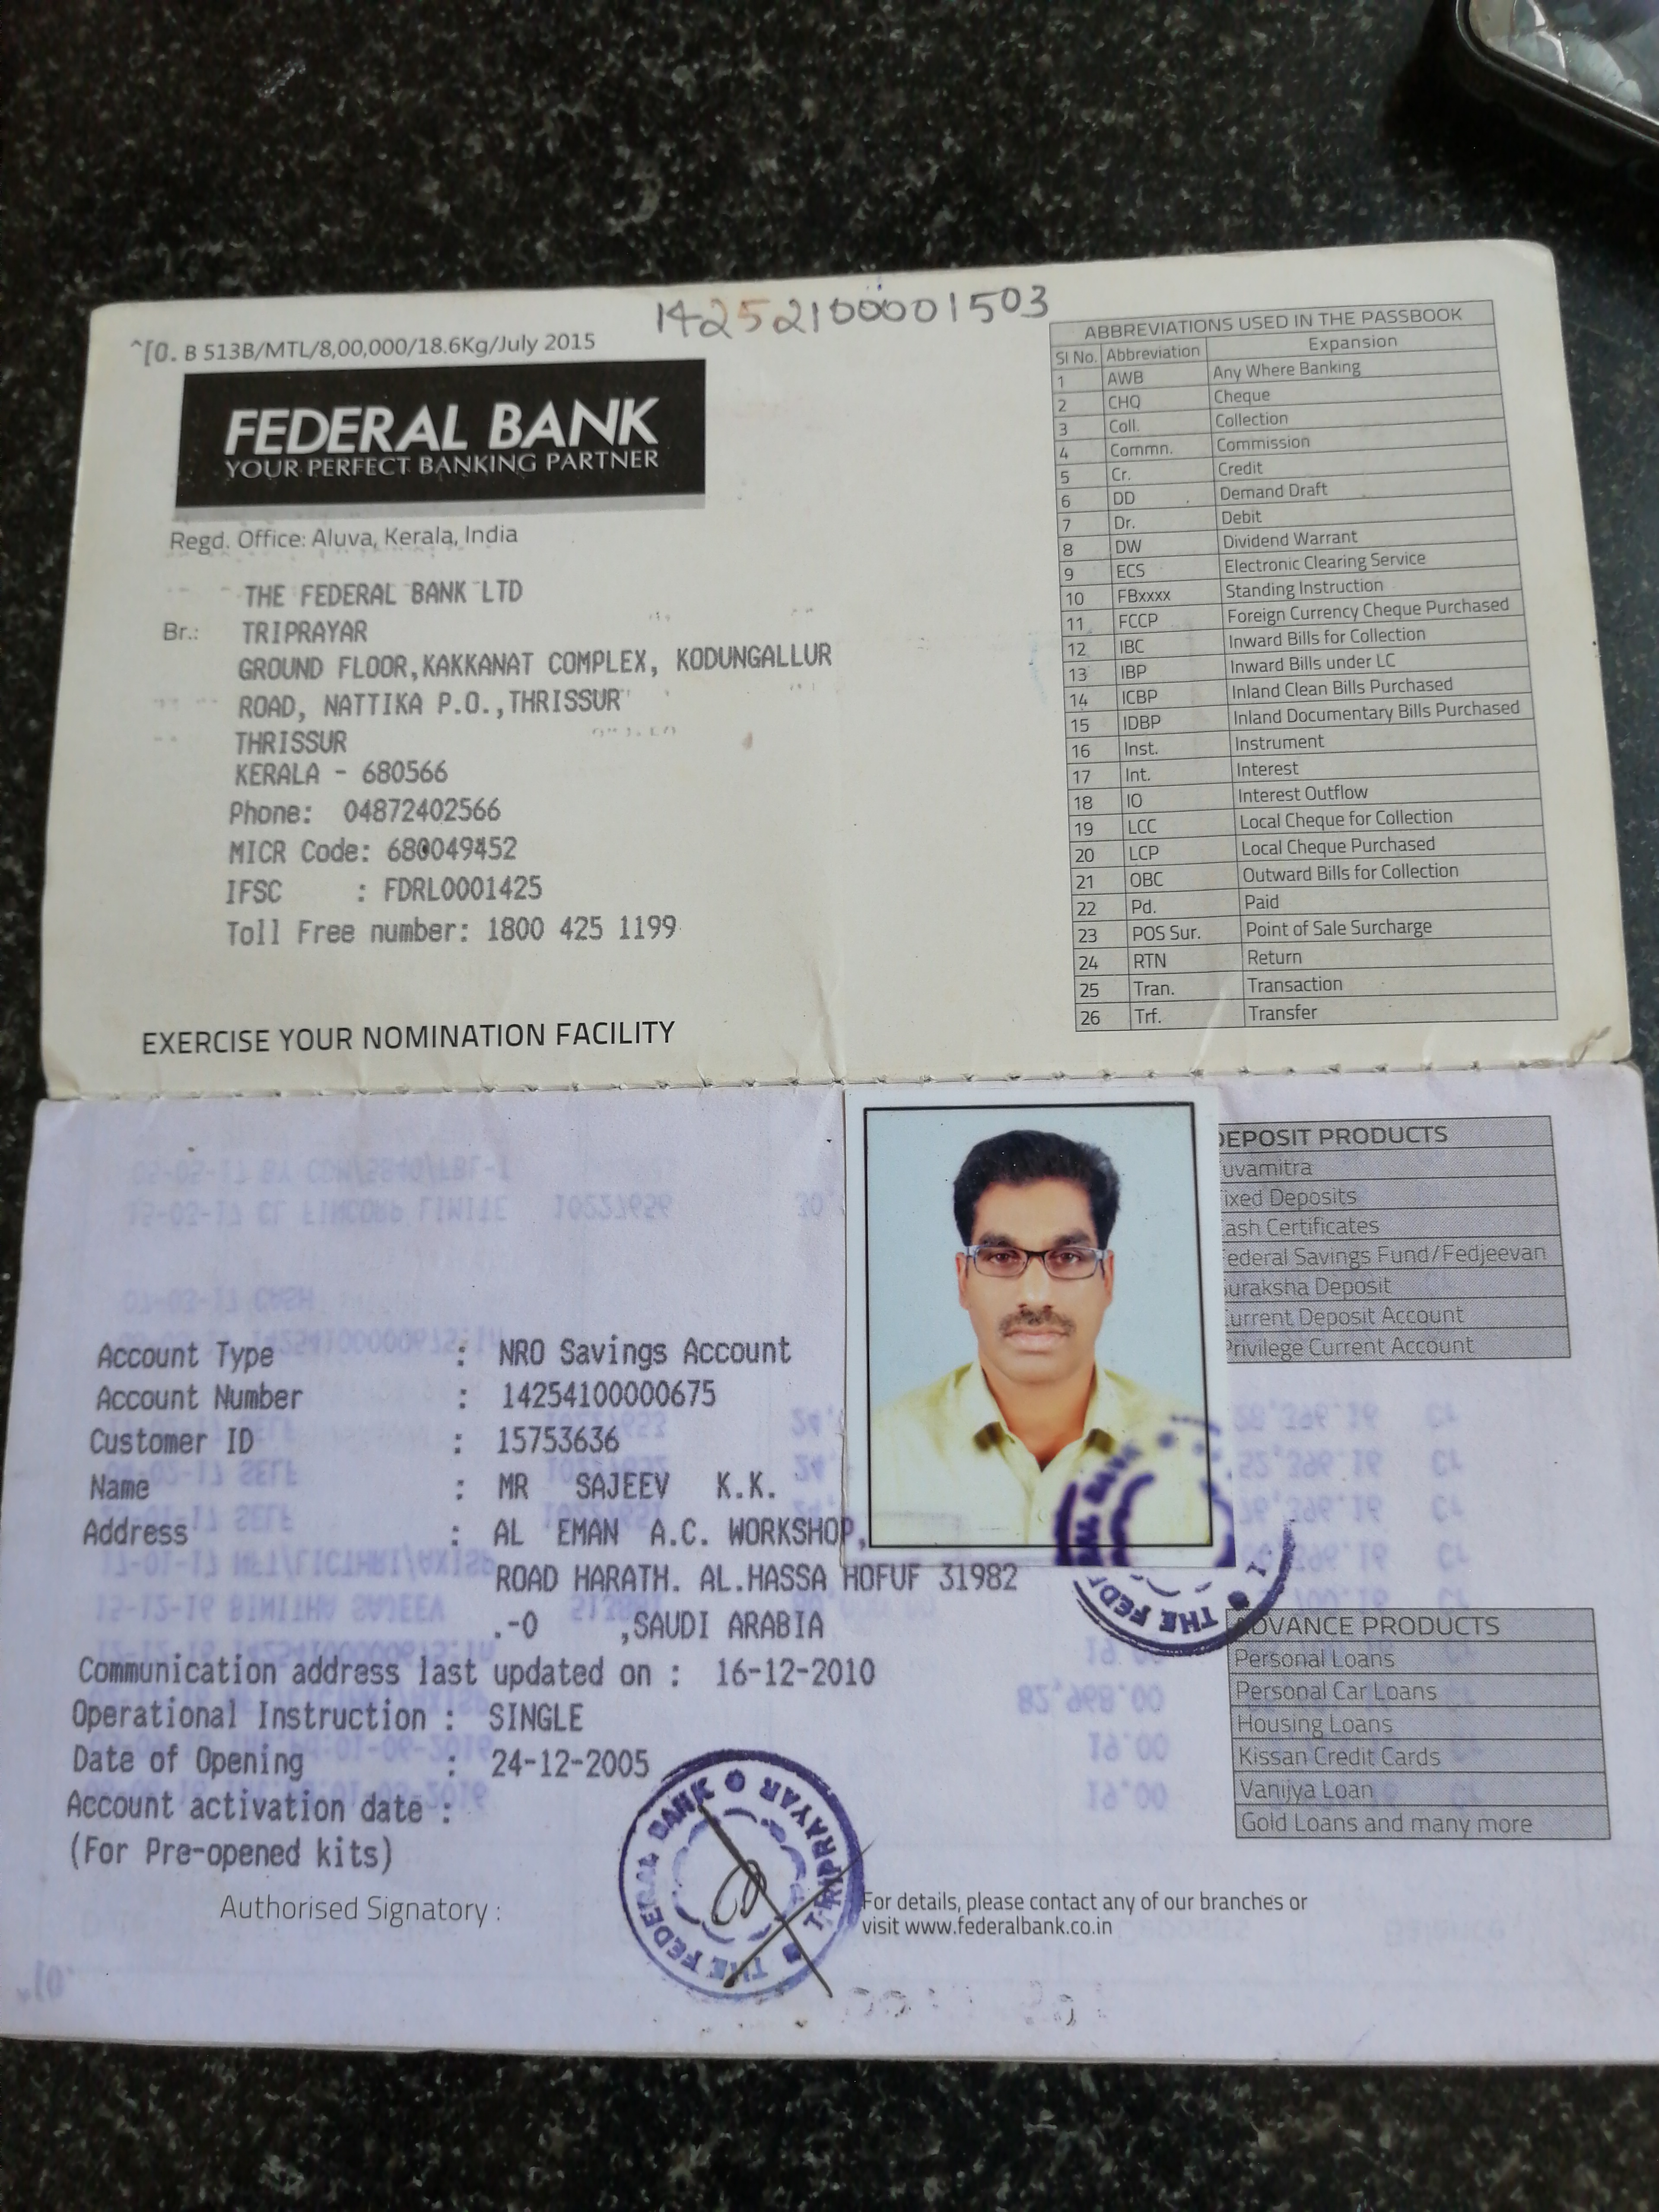 14252100001503
^[0. B 513B/MTL/8,00,000/18.6Kg/July 2015
FEDERAL BANK
YOUR PERFECT BANKING PARTNER
Regd. Office: Aluva, Kerala, India
THE FEDERAL BANK LTD
Br.: TRIPRAYAR
GROUND FLOOR,KAKKANAT COMPLEX, KODUNGALLUR
ROAD, NATTIKA P.O.,THRISSUR
THRISSUR
KERALA - 680566
Phone: 04872402566
MICR Code: 680049452
IFSC : FDRL0001425
Toll Free number: 1800 425 1199
EXERCISE YOUR NOMINATION FACILITY
ABBREVIATIONS USED IN THE PASSBOOK
Sl No. Abbreviation Expansion
1 AWB Any Where Banking
2 CHQ Cheque
3 Coll. Collection
4 Commn. Commission
5 Cr. Credit
6 DD Demand Draft
7 Dr. Debit
8 DW Dividend Warrant
9 ECS Electronic Clearing Service
10 FBxxxx Standing Instruction
11 FCCP Foreign Currency Cheque Purchased
12 IBC Inward Bills for Collection
13 IBP Inward Bills under LC
14 ICBP Inland Clean Bills Purchased
15 IDBP Inland Documentary Bills Purchased
16 Inst. Instrument
17 Int. Interest
18 IO Interest Outflow
19 LCC Local Cheque for Collection
20 LCP Local Cheque Purchased
21 OBC Outward Bills for Collection
22 Pd. Paid
23 POS Sur. Point of Sale Surcharge
24 RTN Return
25 Tran. Transaction
26 Trf. Transfer
Account Type : NRO Savings Account
Account Number : 14254100000675
Customer ID : 15753636
Name : MR SAJEEV K.K.
Address : AL EMAN A.C. WORKSHOP,
ROAD HARATH. AL.HASSA HOFUF 31982
.-0 ,SAUDI ARABIA
Communication address last updated on : 16-12-2010
Operational Instruction : SINGLE
Date of Opening : 24-12-2005
Account activation date :
(For Pre-opened kits)
Authorised Signatory :
THE FEDERAL BANK TRIPRAYAR
DEPOSIT PRODUCTS
uvamitra
ixed Deposits
ash Certificates
ederal Savings Fund/Fedjeevan
uraksha Deposit
urrent Deposit Account
Privilege Current Account
THE FED
ADVANCE PRODUCTS
Personal Loans
Personal Car Loans
Housing Loans
Kissan Credit Cards
Vanijya Loan
Gold Loans and many more
For details, please contact any of our branches or
visit www.federalbank.co.in